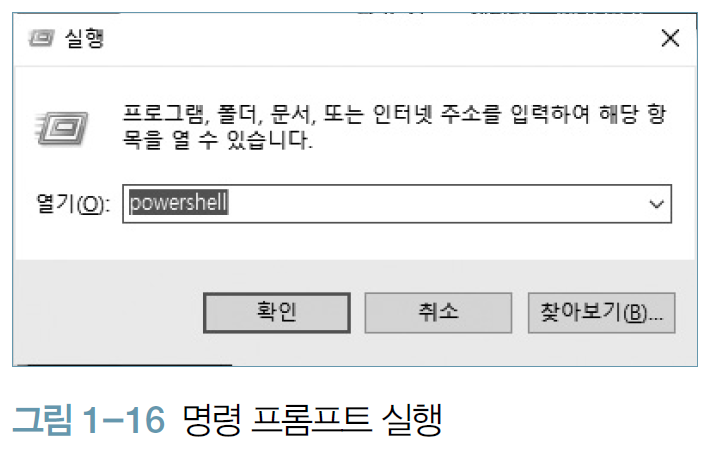 실행
프로그램, 폴더, 문서, 또는 인터넷 주소를 입력하여 해당 항
목을 열 수 있습니다.
열기(O): powershell
확인 취소 찾아보기(B)...
그림 1-16 명령 프롬프트 실행